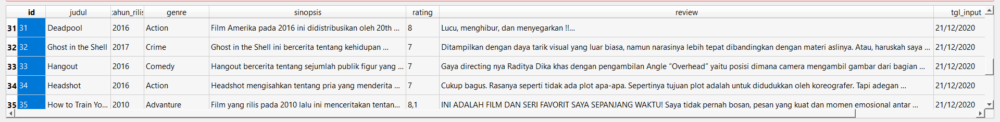 id judul tahun_rilis genre sinopsis rating review tgl_input
31 31 Deadpool 2016 Action Film Amerika pada 2016 ini didistribusikan oleh 20th ... 8 Lucu, menghibur, dan menyegarkan !!... 21/12/2020
32 32 Ghost in the Shell 2017 Crime Ghost in the Shell ini bercerita tentang kehidupan ... 7 Ditampilkan dengan daya tarik visual yang luar biasa, namun narasinya lebih tepat dibandingkan dengan materi aslinya. Atau, haruskah saya ... 21/12/2020
33 33 Hangout 2016 Comedy Hangout bercerita tentang sejumlah publik figur yang ... 7 Gaya directing nya Raditya Dika khas dengan pengambilan Angle “Overhead” yaitu posisi dimana camera mengambil gambar dari bagian ... 21/12/2020
34 34 Headshot 2016 Action Headshot mengisahkan tentang pria yang menderita ... 7 Cukup bagus. Rasanya seperti tidak ada plot apa-apa. Sepertinya tujuan plot adalah untuk didudukkan oleh koreografer. Tapi adegan ... 21/12/2020
35 35 How to Train Yo... 2010 Advanture Film yang rilis pada 2010 lalu ini menceritakan tentan... 8,1 INI ADALAH FILM DAN SERI FAVORIT SAYA SEPANJANG WAKTU! Saya tidak pernah bosan, pesan yang kuat dan momen emosional antar ... 21/12/2020